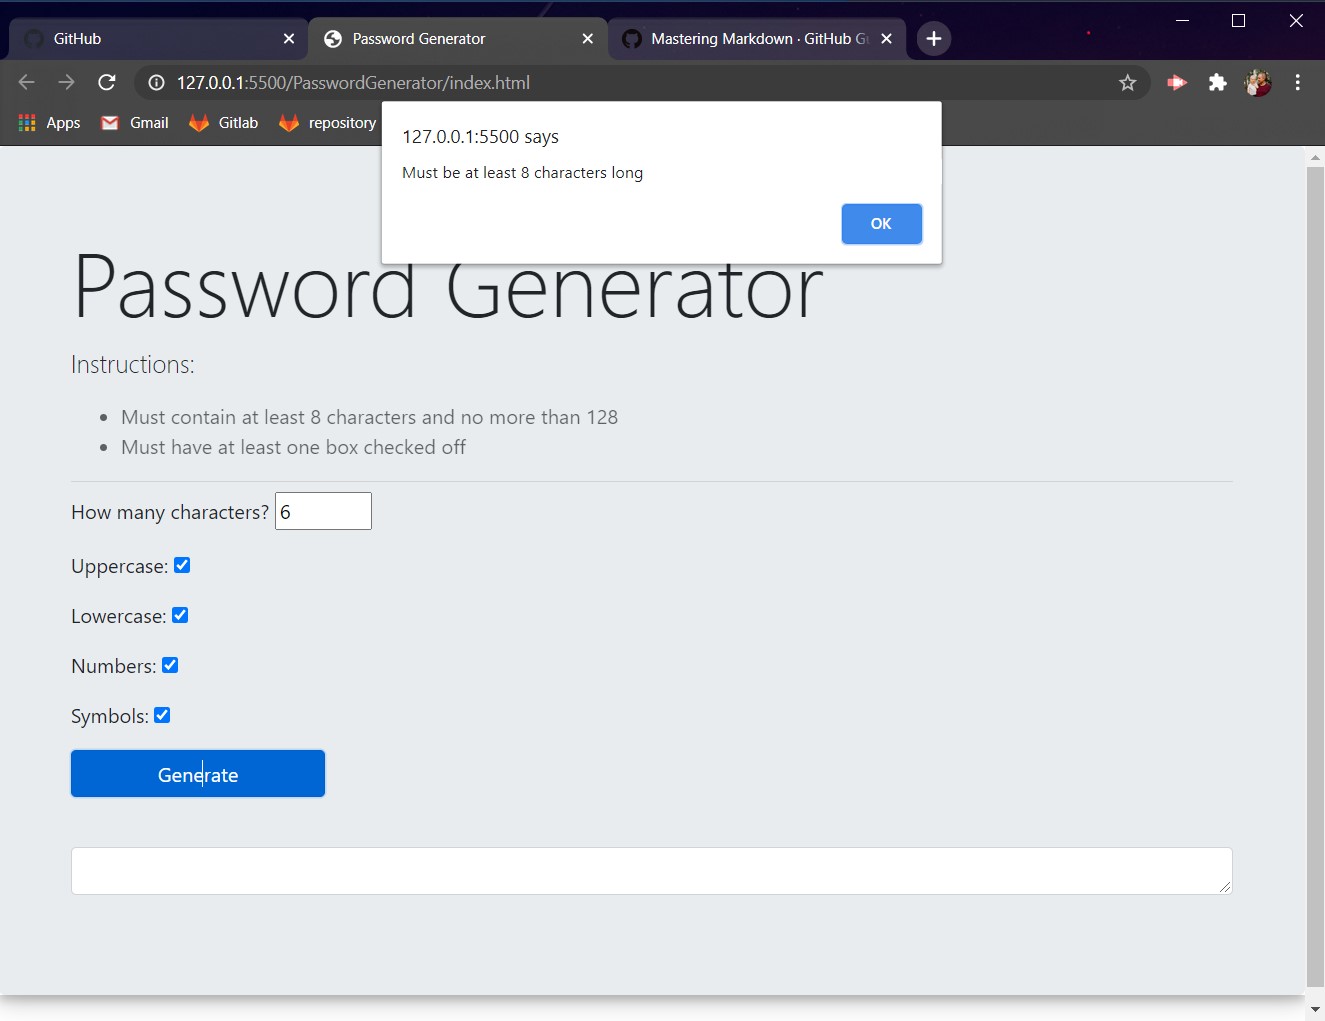 GitHub
Password Generator
Mastering Markdown · GitHub Gu
127.0.0.1:5500/PasswordGenerator/index.html
Apps Gmail Gitlab repository
127.0.0.1:5500 says
Must be at least 8 characters long
OK
Password Generator
Instructions:
Must contain at least 8 characters and no more than 128
Must have at least one box checked off
How many characters? 6
Uppercase:
Lowercase:
Numbers:
Symbols:
Generate